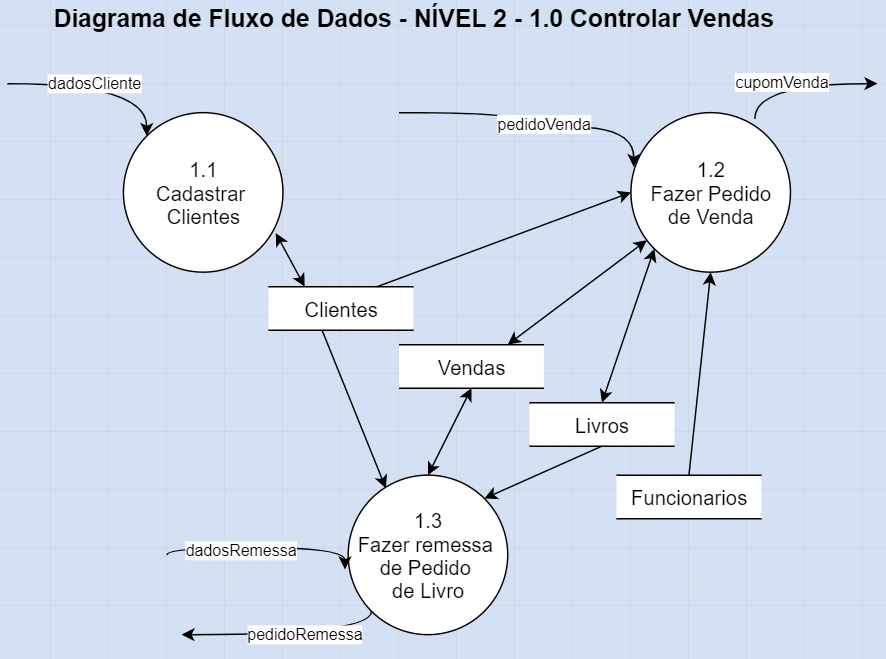 Diagrama de Fluxo de Dados - NÍVEL 2 - 1.0 Controlar Vendas
dadosCliente
cupomVenda
pedidoVenda
1.1
Cadastrar
Clientes
1.2
Fazer Pedido
de Venda
Clientes
Vendas
Livros
Funcionarios
1.3
Fazer remessa
de Pedido
de Livro
dadosRemessa
pedidoRemessa